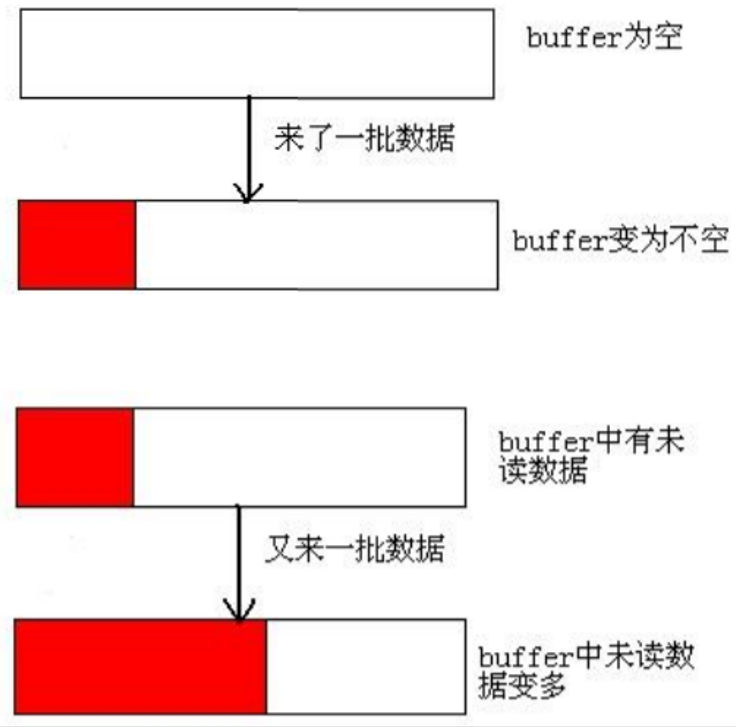 buffer为空
来了一批数据
buffer变为不空
buffer中有未
读数据
又来一批数据
buffer中未读数
据变多